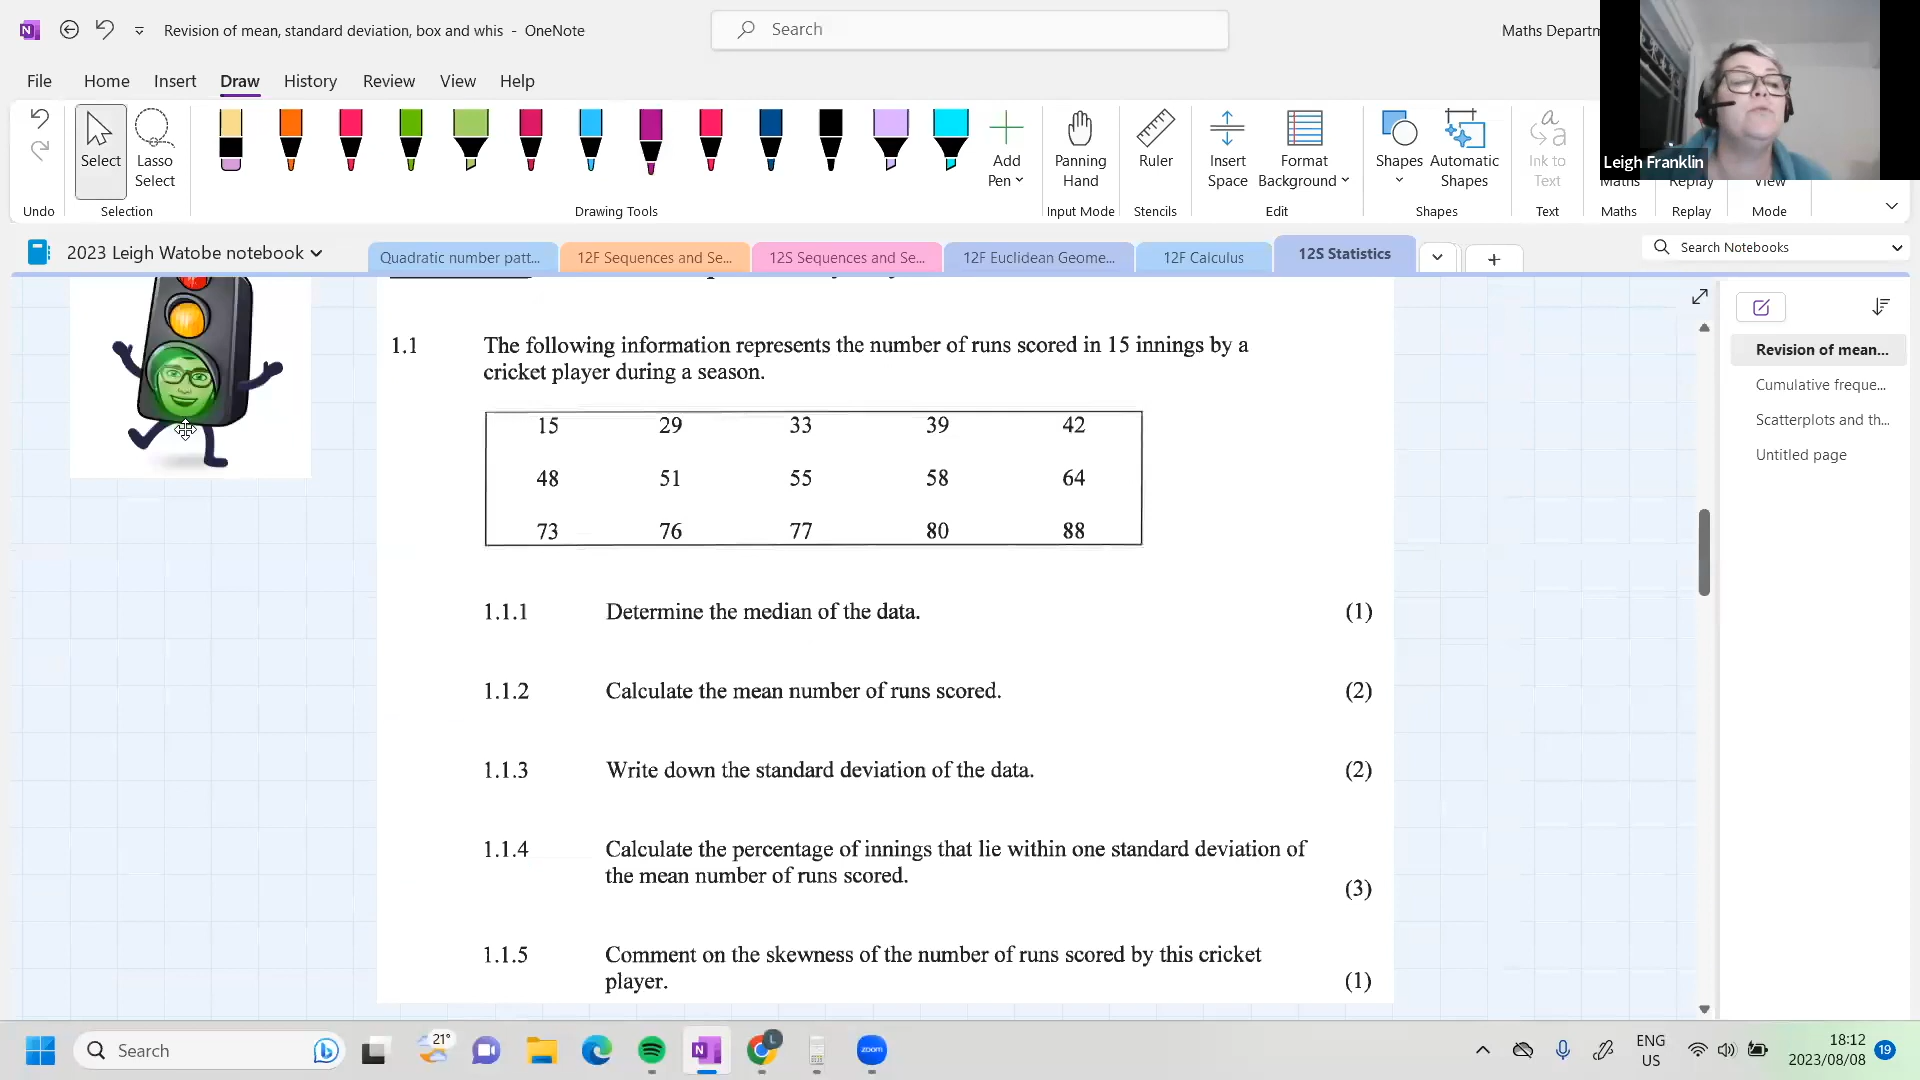 Revision of mean, standard deviation, box and whis - OneNote
Search
Maths Departm
File Home Insert Draw History Review View Help
Undo
Select
Lasso Select
Selection
Drawing Tools
Add Pen
Panning Hand
Input Mode
Ruler
Stencils
Insert Space
Format Background
Edit
Shapes
Automatic Shapes
Shapes
Ink to Text
Text
Maths
Maths
Replay
Replay
View
Mode
Leigh Franklin
2023 Leigh Watobe notebook
Quadratic number patt...
12F Sequences and Se...
12S Sequences and Se...
12F Euclidean Geome...
12F Calculus
12S Statistics
Search Notebooks
Revision of mean...
Cumulative freque...
Scatterplots and th...
Untitled page
1.1 The following information represents the number of runs scored in 15 innings by a
cricket player during a season.
15 29 33 39 42
48 51 55 58 64
73 76 77 80 88
1.1.1 Determine the median of the data. (1)
1.1.2 Calculate the mean number of runs scored. (2)
1.1.3 Write down the standard deviation of the data. (2)
1.1.4 Calculate the percentage of innings that lie within one standard deviation of
the mean number of runs scored. (3)
1.1.5 Comment on the skewness of the number of runs scored by this cricket
player. (1)
Search
21°
zoom
ENG
US
18:12
2023/08/08
19